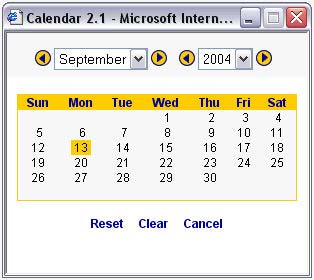 Calendar 2.1 - Microsoft Intern...
September 2004
Sun Mon Tue Wed Thu Fri Sat
1 2 3 4
5 6 7 8 9 10 11
12 13 14 15 16 17 18
19 20 21 22 23 24 25
26 27 28 29 30
Reset Clear Cancel